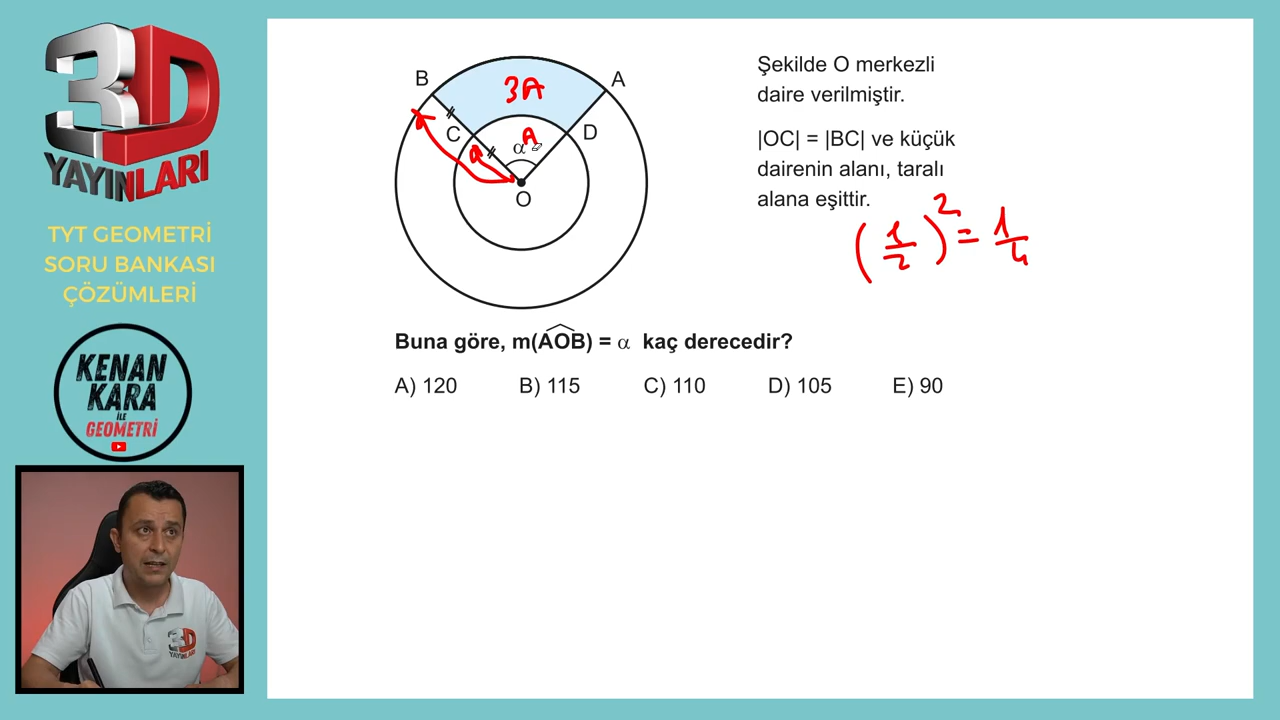 3D
YAYINLARI
TYT GEOMETRİ
SORU BANKASI
ÇÖZÜMLERİ
KENAN
KARA
İLE
GEOMETRİ
3D
YAYINLARI
B
A
3A
C
D
A
α
O
Şekilde O merkezli
daire verilmiştir.
|OC| = |BC| ve küçük
dairenin alanı, taralı
alana eşittir.
(1/2)² = 1/4
Buna göre, m(AOB) = α kaç derecedir?
A) 120 B) 115 C) 110 D) 105 E) 90